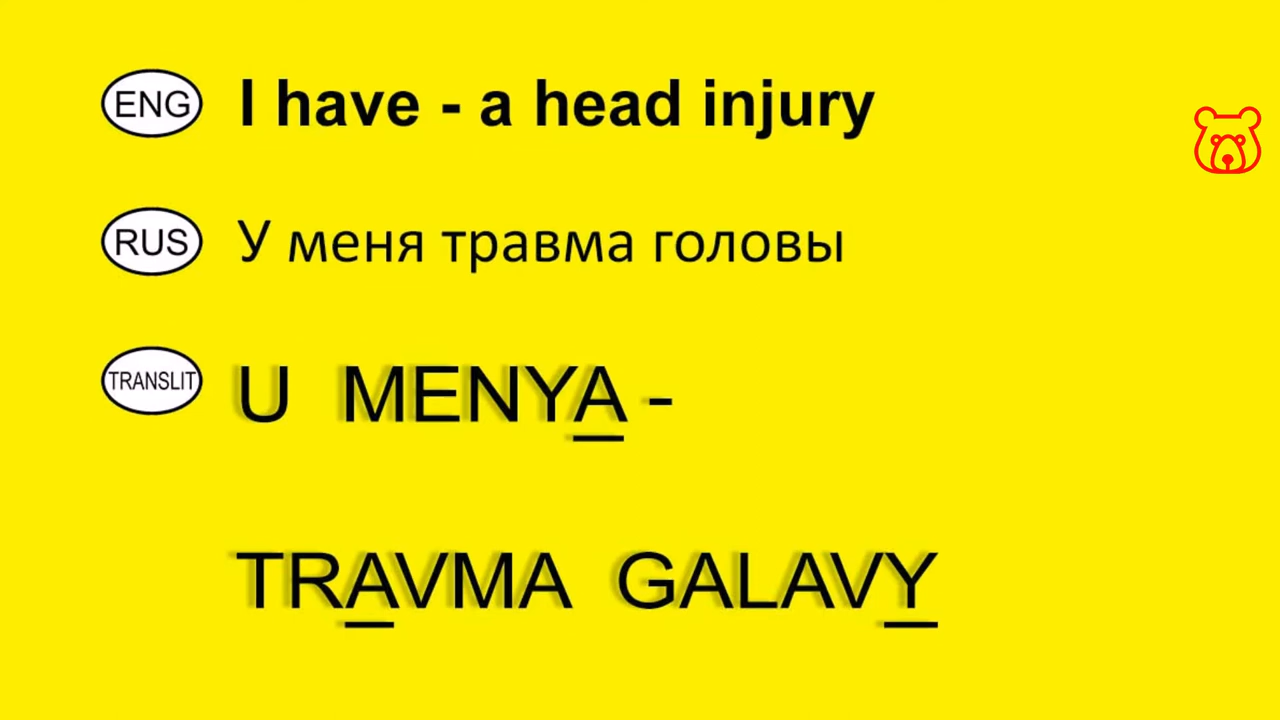 ENG I have - a head injury
RUS У меня травма головы
TRANSLIT U MENYA -
TRAVMA GALAVY